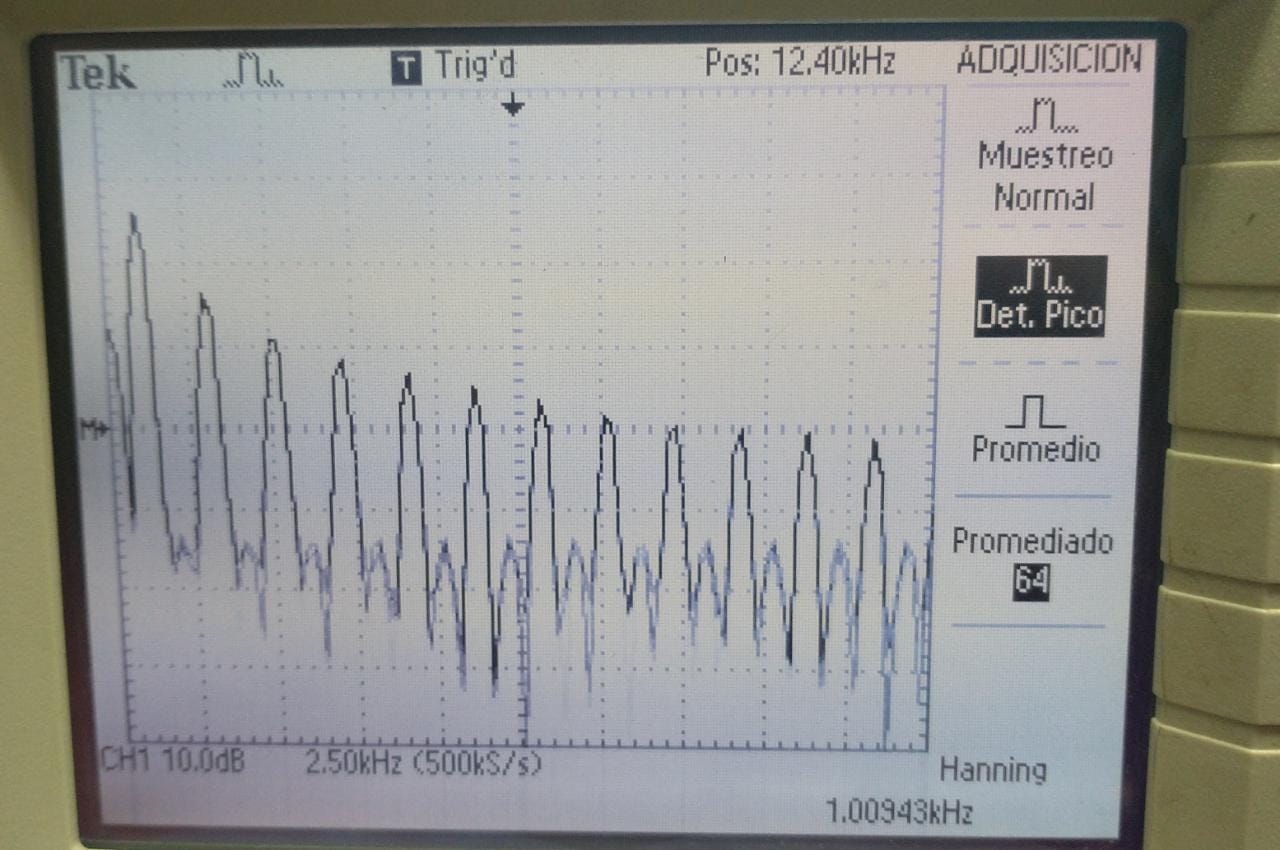 Tek
T Trig'd
Pos: 12.40kHz
ADQUISICION
Muestreo
Normal
Det. Pico
Promedio
Promediado
64
M
CH1 10.0dB
2.50kHz (500kS/s)
Hanning
1.00943kHz